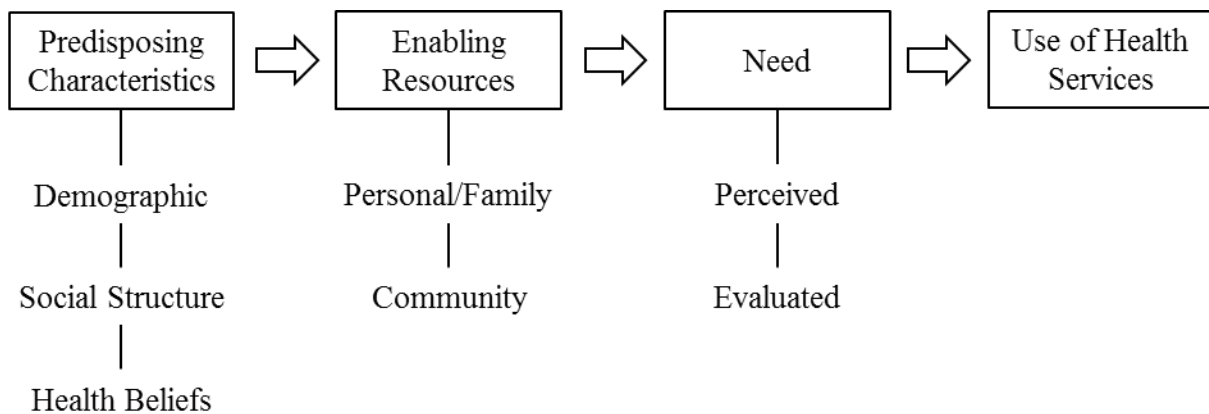 Predisposing
Characteristics
Enabling
Resources
Need
Use of Health
Services
Demographic
Social Structure
Health Beliefs
Personal/Family
Community
Perceived
Evaluated